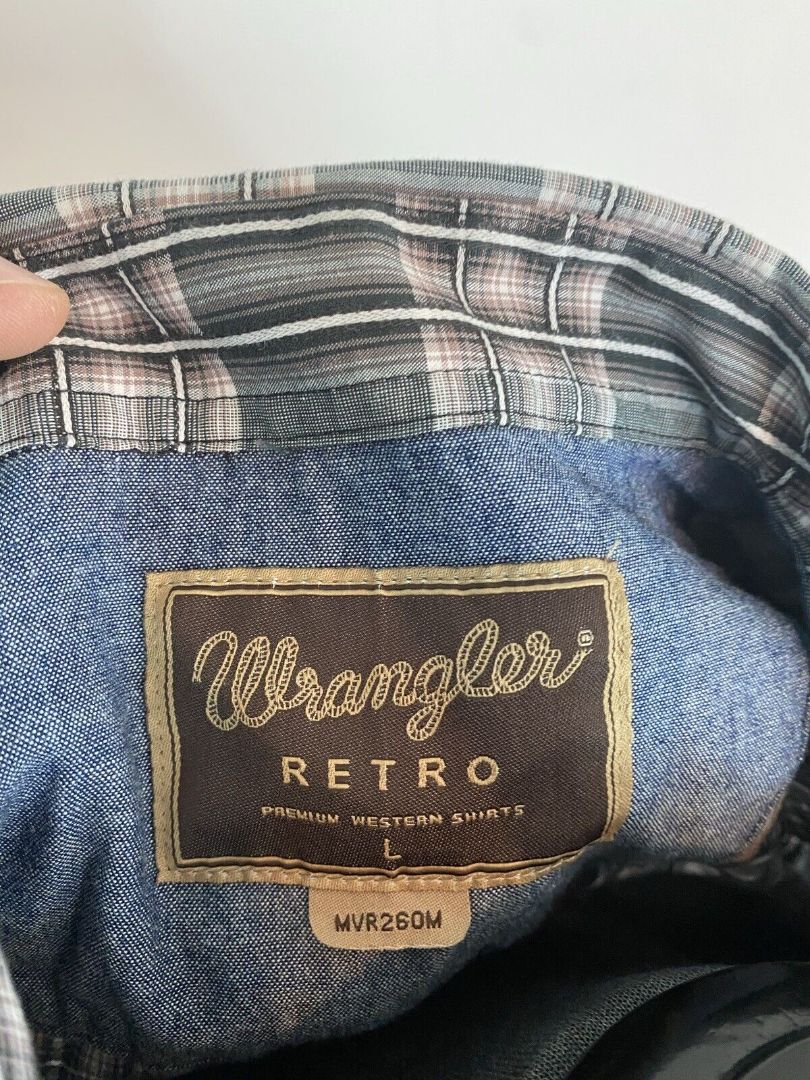 Wrangler®
RETRO
PREMIUM WESTERN SHIRTS
L
MVR260M